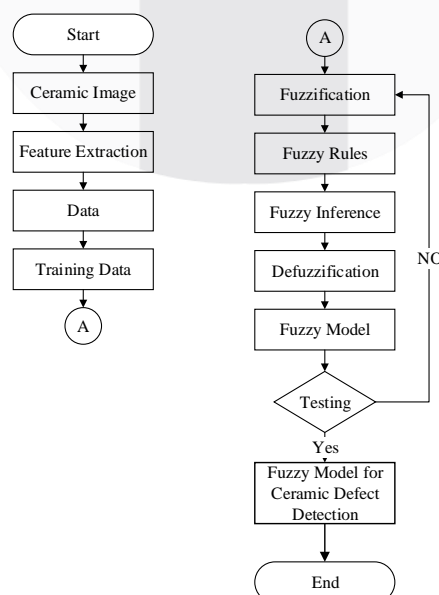 Start
Ceramic Image
Feature Extraction
Data
Training Data
A
A
Fuzzification
Fuzzy Rules
Fuzzy Inference
Defuzzification
Fuzzy Model
Testing
NO
Yes
Fuzzy Model for
Ceramic Defect
Detection
End